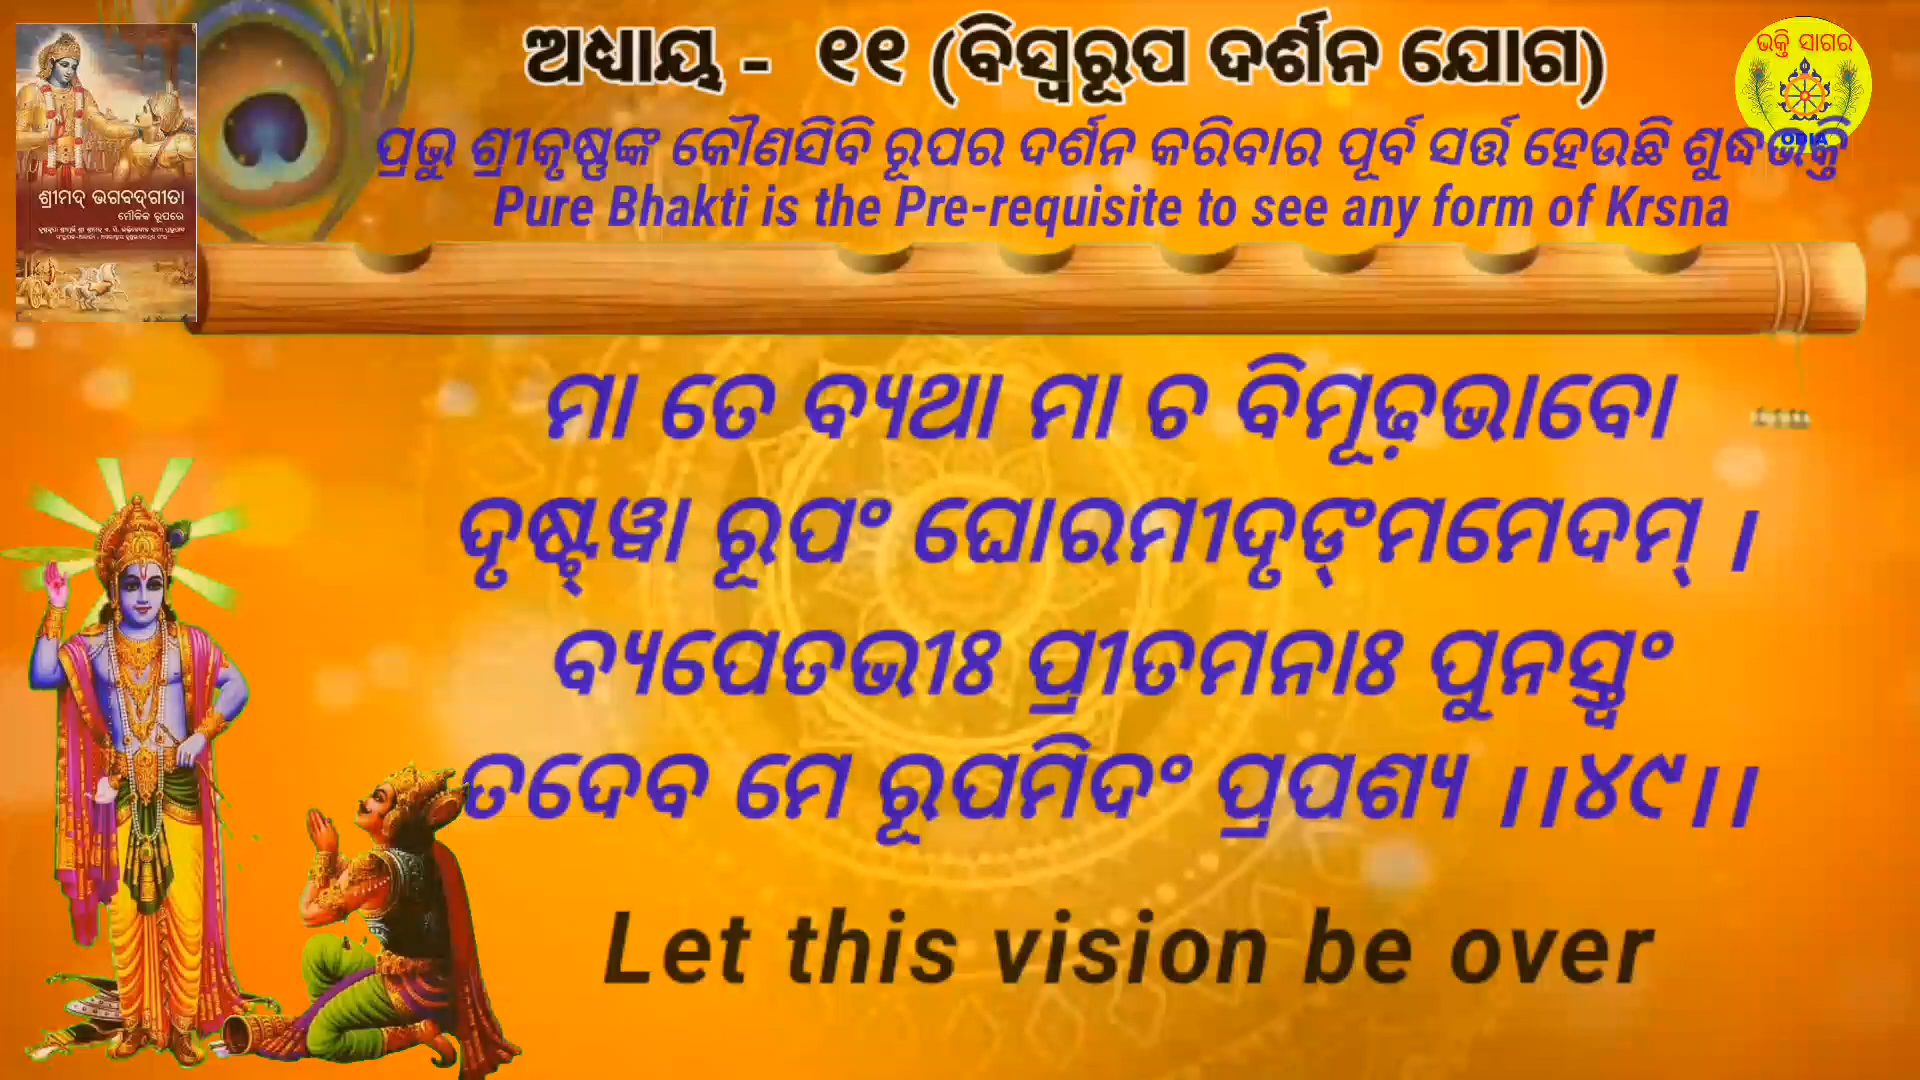 ଅଧ୍ୟାୟ - ୧୧ (ବିସ୍ୱରୂପ ଦର୍ଶନ ଯୋଗ)
ଭକ୍ତି ସାଗର
ODIA
ପ୍ରଭୁ ଶ୍ରୀକୃଷ୍ଣଙ୍କ କୌଣସିବି ରୂପର ଦର୍ଶନ କରିବାର ପୂର୍ବ ସର୍ତ୍ତ ହେଉଛି ଶୁଦ୍ଧଭକ୍ତି
Pure Bhakti is the Pre-requisite to see any form of Krsna
ଶ୍ରୀମଦ୍ ଭଗବଦ୍‌ଗୀତା
ମୌଳିକ ରୂପରେ
ମା ତେ ବ୍ୟଥା ମା ଚ ବିମୂଢ଼ଭାବୋ
ଦୃଷ୍ଟ୍ୱା ରୂପଂ ଘୋରମୀଦୃଙ୍ମମେଦମ୍ ।
ବ୍ୟପେତଭୀଃ ପ୍ରୀତମନାଃ ପୁନସ୍ତ୍ୱଂ
ତଦେବ ମେ ରୂପମିଦଂ ପ୍ରପଶ୍ୟ ।।୪୯।।
Let this vision be over